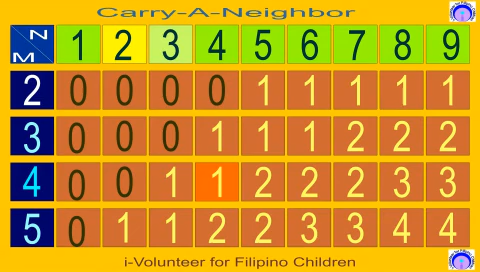 Carry-A-Neighbor
N
M
1 2 3 4 5 6 7 8 9
2 0 0 0 0 1 1 1 1 1
3 0 0 0 1 1 1 2 2 2
4 0 0 1 1 2 2 2 3 3
5 0 1 1 2 2 3 3 4 4
i-Volunteer for Filipino Children